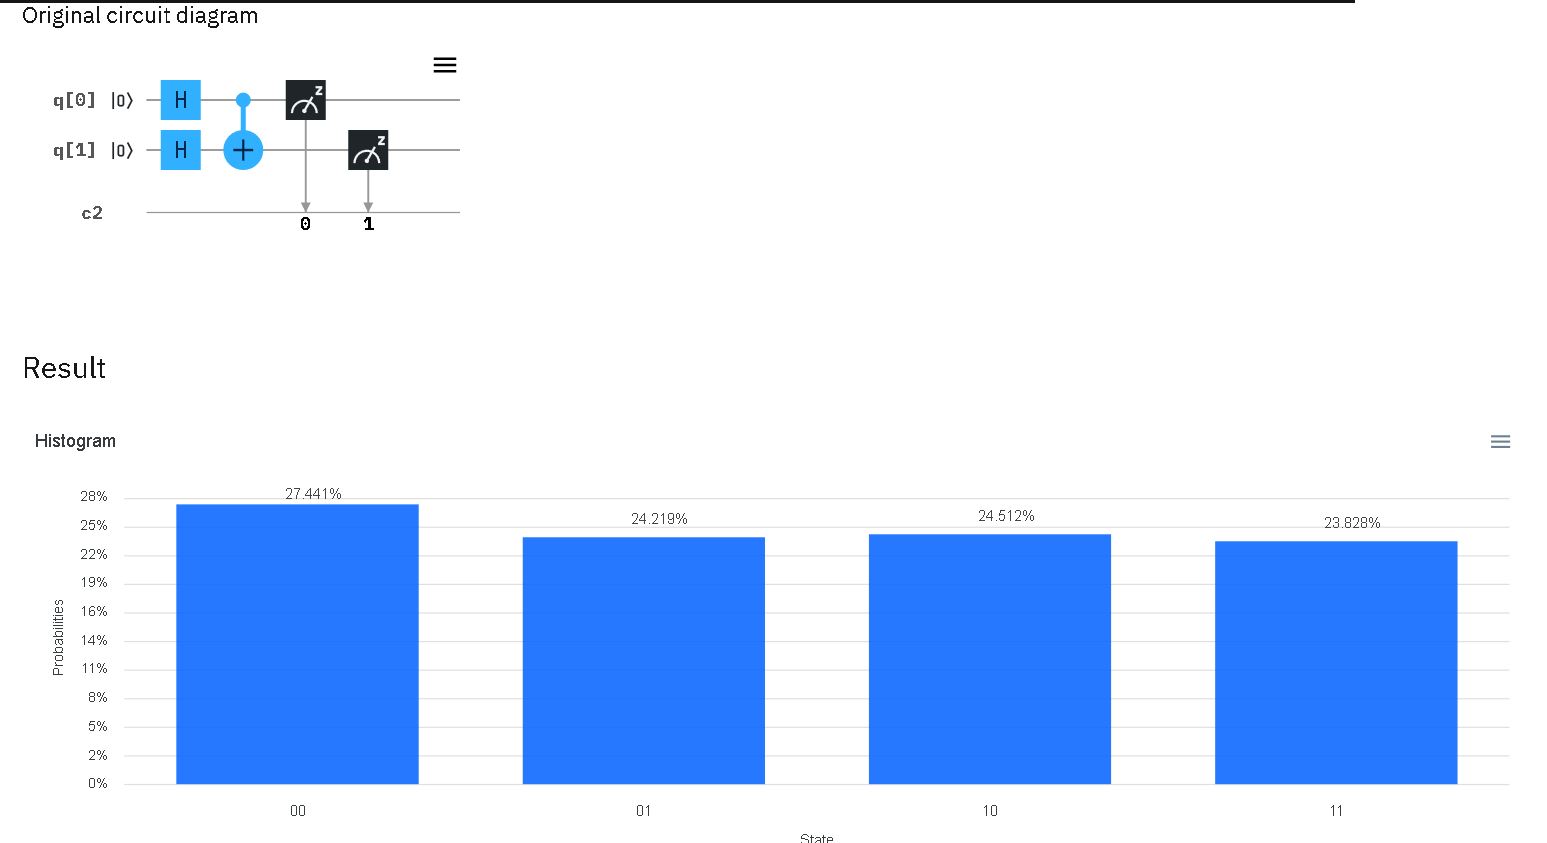 Original circuit diagram
q[0] |0⟩ H z
q[1] |0⟩ H + z
c2
0 1
Result
Histogram
28%
25%
22%
19%
16%
14%
11%
8%
5%
2%
0%
Probabilities
27.441%
24.219%
24.512%
23.828%
00 01 10 11
State